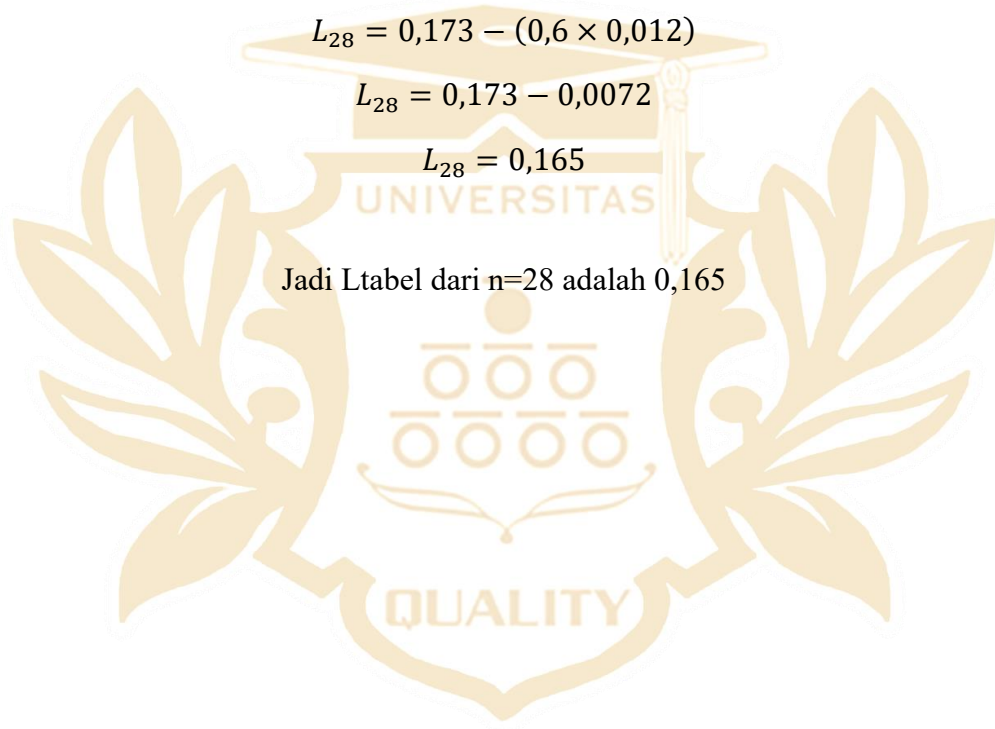 L₂₈ = 0,173 − (0,6 × 0,012)
L₂₈ = 0,173 − 0,0072
L₂₈ = 0,165
UNIVERSITAS
Jadi Ltabel dari n=28 adalah 0,165
QUALITY